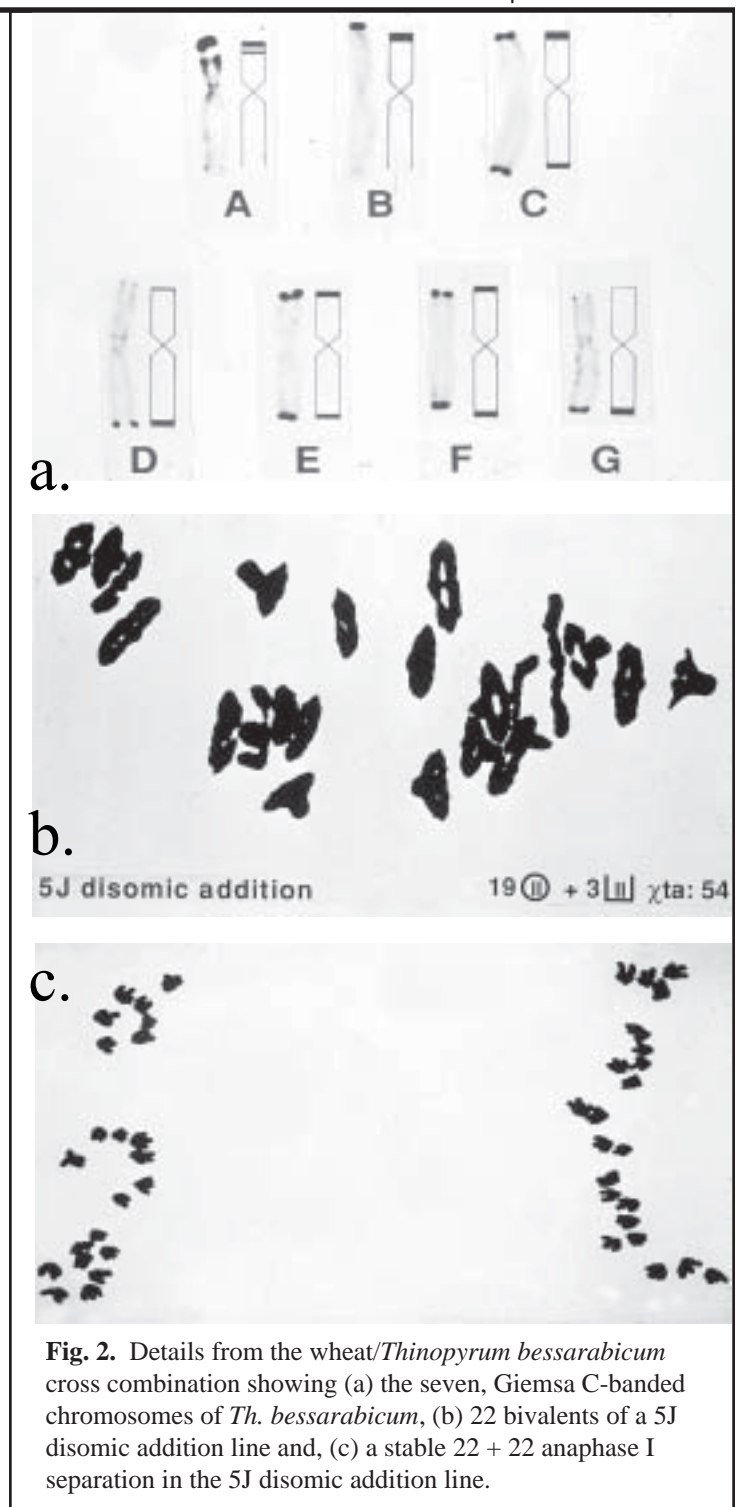 A B C
D E F G
a.
b.
5J disomic addition 19 II + 3 II χta: 54
c.
Fig. 2. Details from the wheat/Thinopyrum bessarabicum
cross combination showing (a) the seven, Giemsa C-banded
chromosomes of Th. bessarabicum, (b) 22 bivalents of a 5J
disomic addition line and, (c) a stable 22 + 22 anaphase I
separation in the 5J disomic addition line.